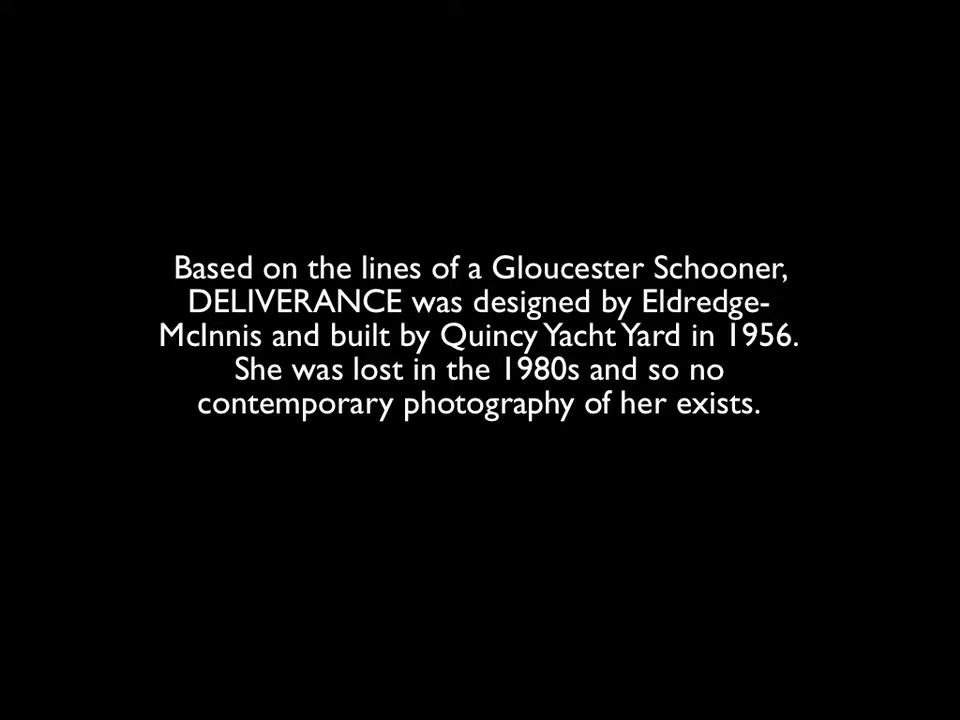 Based on the lines of a Gloucester Schooner,
DELIVERANCE was designed by Eldredge-
McInnis and built by Quincy Yacht Yard in 1956.
She was lost in the 1980s and so no
contemporary photography of her exists.